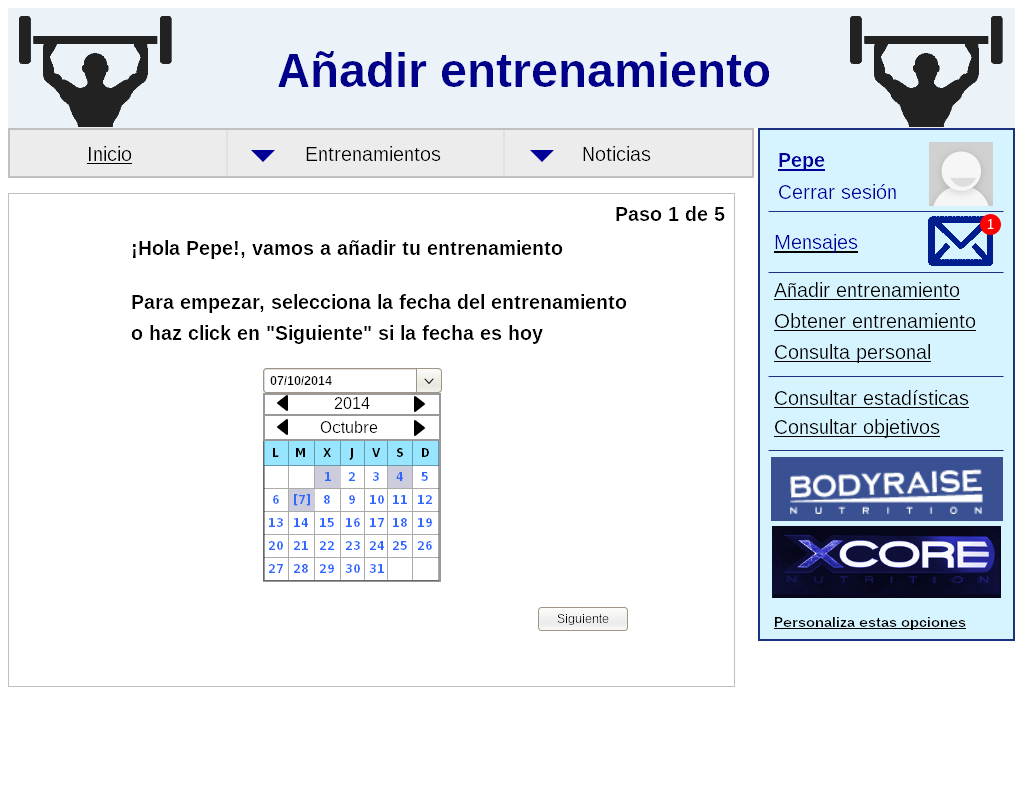 Añadir entrenamiento
Inicio
Entrenamientos
Noticias
Pepe
Cerrar sesión
Mensajes
1
Añadir entrenamiento
Obtener entrenamiento
Consulta personal
Consultar estadísticas
Consultar objetivos
BODYRAISE
NUTRITION
XCORE
NUTRITION
Personaliza estas opciones
Paso 1 de 5
¡Hola Pepe!, vamos a añadir tu entrenamiento
Para empezar, selecciona la fecha del entrenamiento
o haz click en "Siguiente" si la fecha es hoy
07/10/2014
2014
Octubre
L M X J V S D
1 2 3 4 5
6 [7] 8 9 10 11 12
13 14 15 16 17 18 19
20 21 22 23 24 25 26
27 28 29 30 31
Siguiente